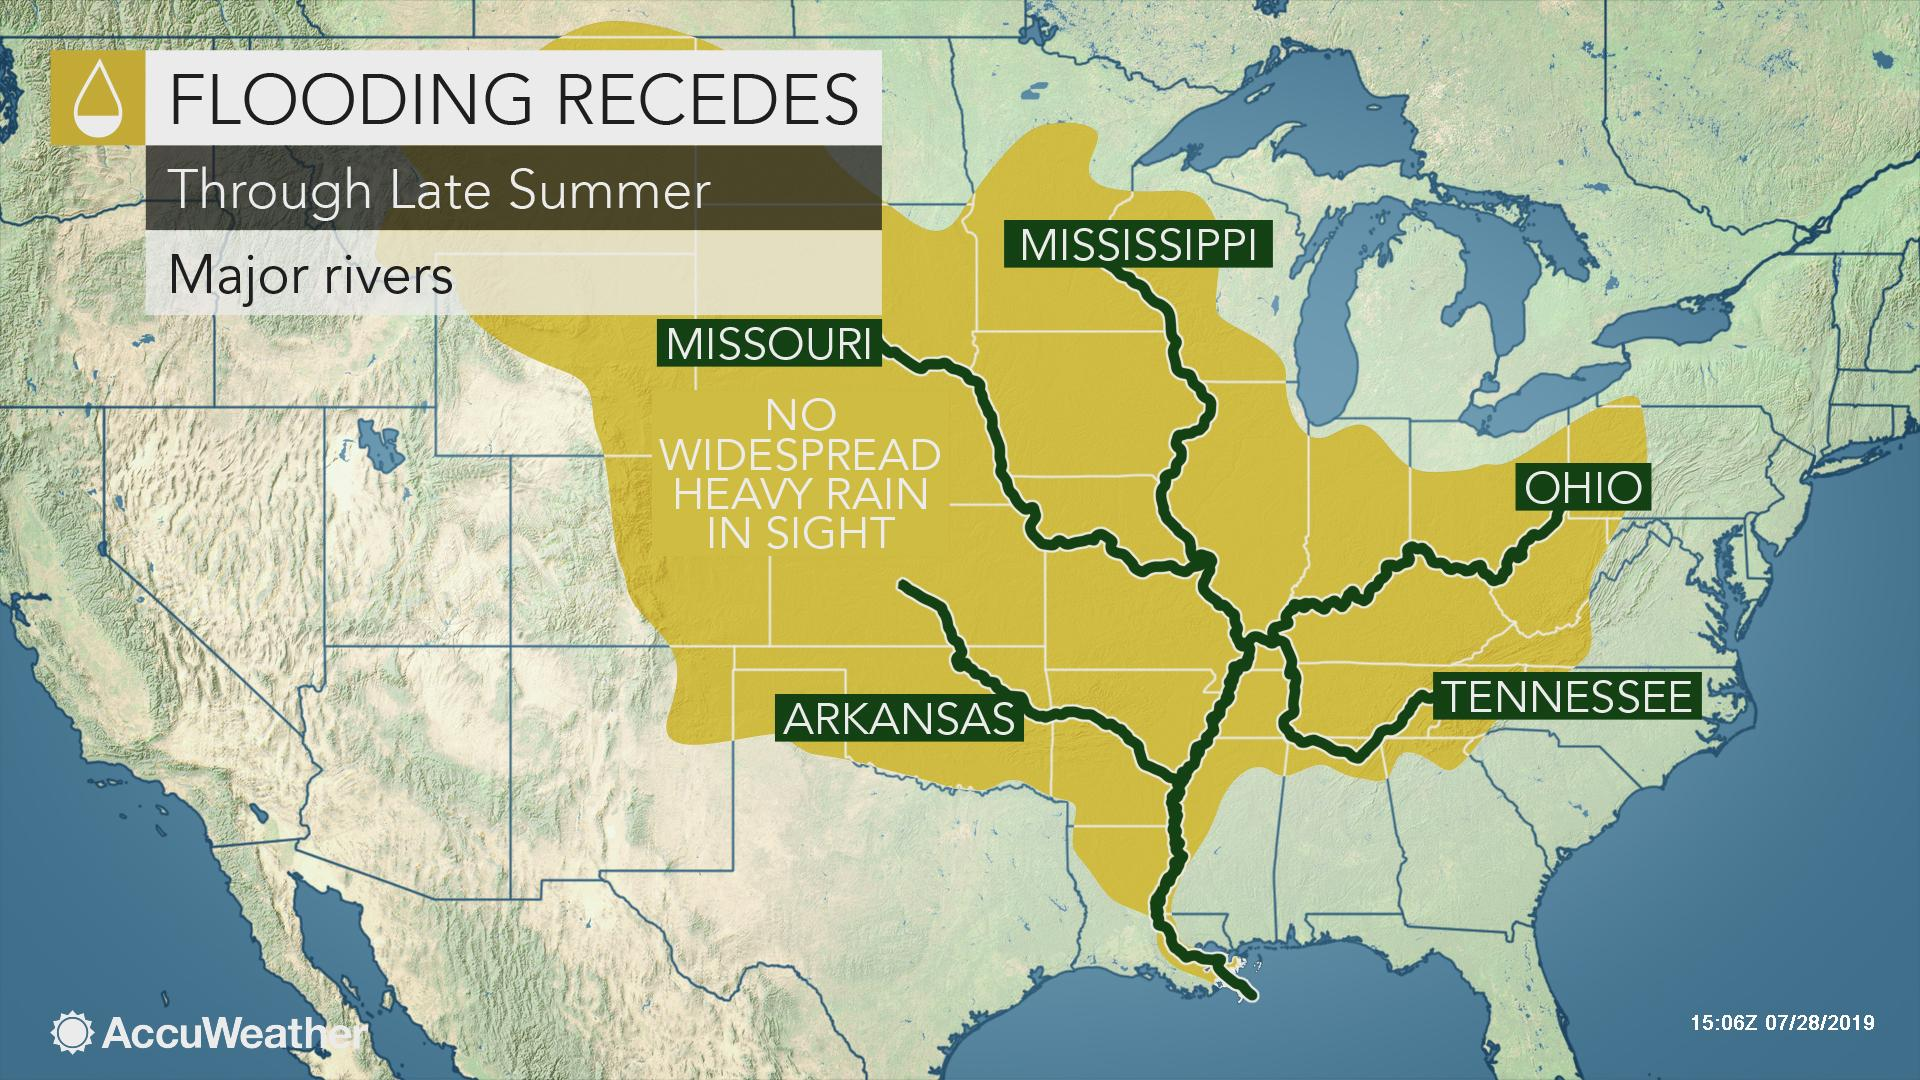 FLOODING RECEDES
Through Late Summer
Major rivers
MISSISSIPPI
MISSOURI
NO
WIDESPREAD
HEAVY RAIN
IN SIGHT
OHIO
TENNESSEE
ARKANSAS
AccuWeather
15:06Z 07/28/2019